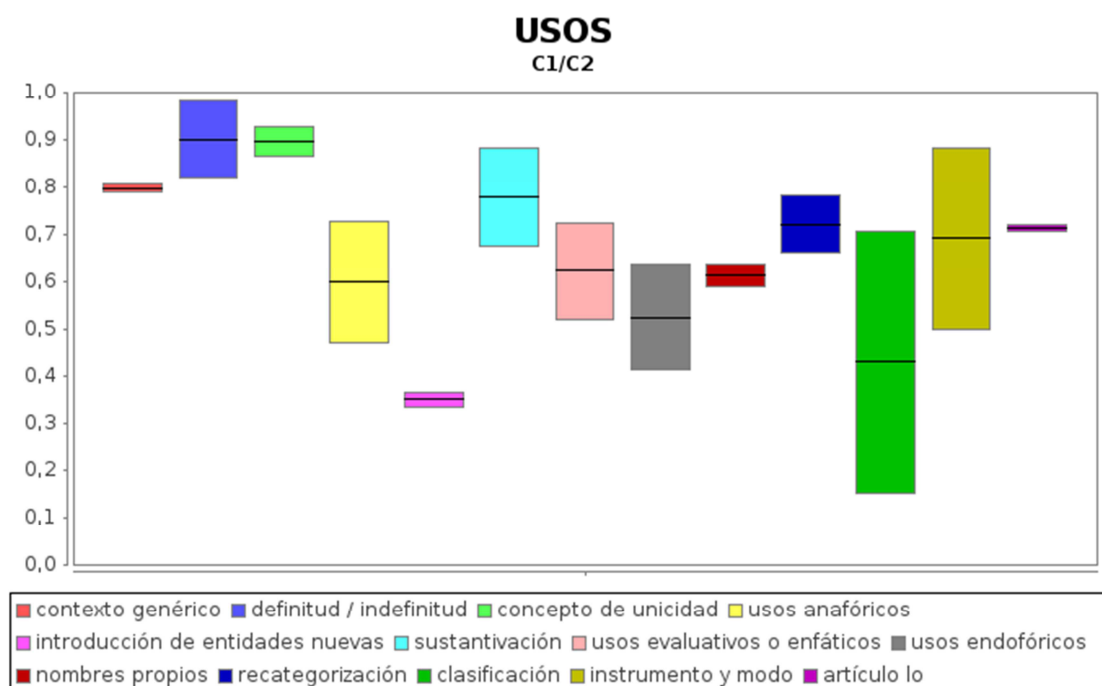 USOS
C1/C2
1,0
0,9
0,8
0,7
0,6
0,5
0,4
0,3
0,2
0,1
0,0
contexto genérico definitud / indefinitud concepto de unicidad usos anafóricos
introducción de entidades nuevas sustantivación usos evaluativos o enfáticos usos endofóricos
nombres propios recategorización clasificación instrumento y modo artículo lo